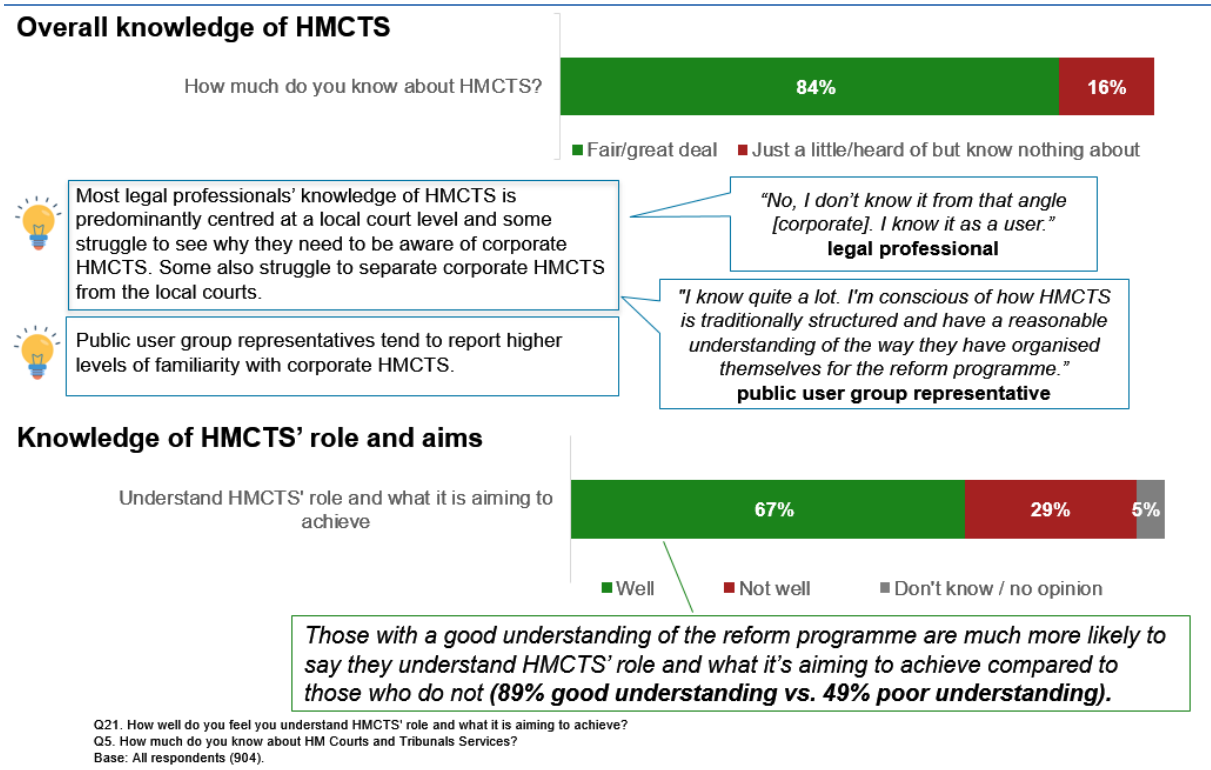 Overall knowledge of HMCTS
How much do you know about HMCTS?
84%
16%
Fair/great deal
Just a little/heard of but know nothing about
Most legal professionals’ knowledge of HMCTS is
predominantly centred at a local court level and some
struggle to see why they need to be aware of corporate
HMCTS. Some also struggle to separate corporate HMCTS
from the local courts.
“No, I don’t know it from that angle
[corporate]. I know it as a user.”
legal professional
Public user group representatives tend to report higher
levels of familiarity with corporate HMCTS.
"I know quite a lot. I'm conscious of how HMCTS
is traditionally structured and have a reasonable
understanding of the way they have organised
themselves for the reform programme.”
public user group representative
Knowledge of HMCTS’ role and aims
Understand HMCTS' role and what it is aiming to
achieve
67%
29%
5%
Well
Not well
Don't know / no opinion
Those with a good understanding of the reform programme are much more likely to
say they understand HMCTS’ role and what it’s aiming to achieve compared to
those who do not (89% good understanding vs. 49% poor understanding).
Q21. How well do you feel you understand HMCTS' role and what it is aiming to achieve?
Q5. How much do you know about HM Courts and Tribunals Services?
Base: All respondents (904).